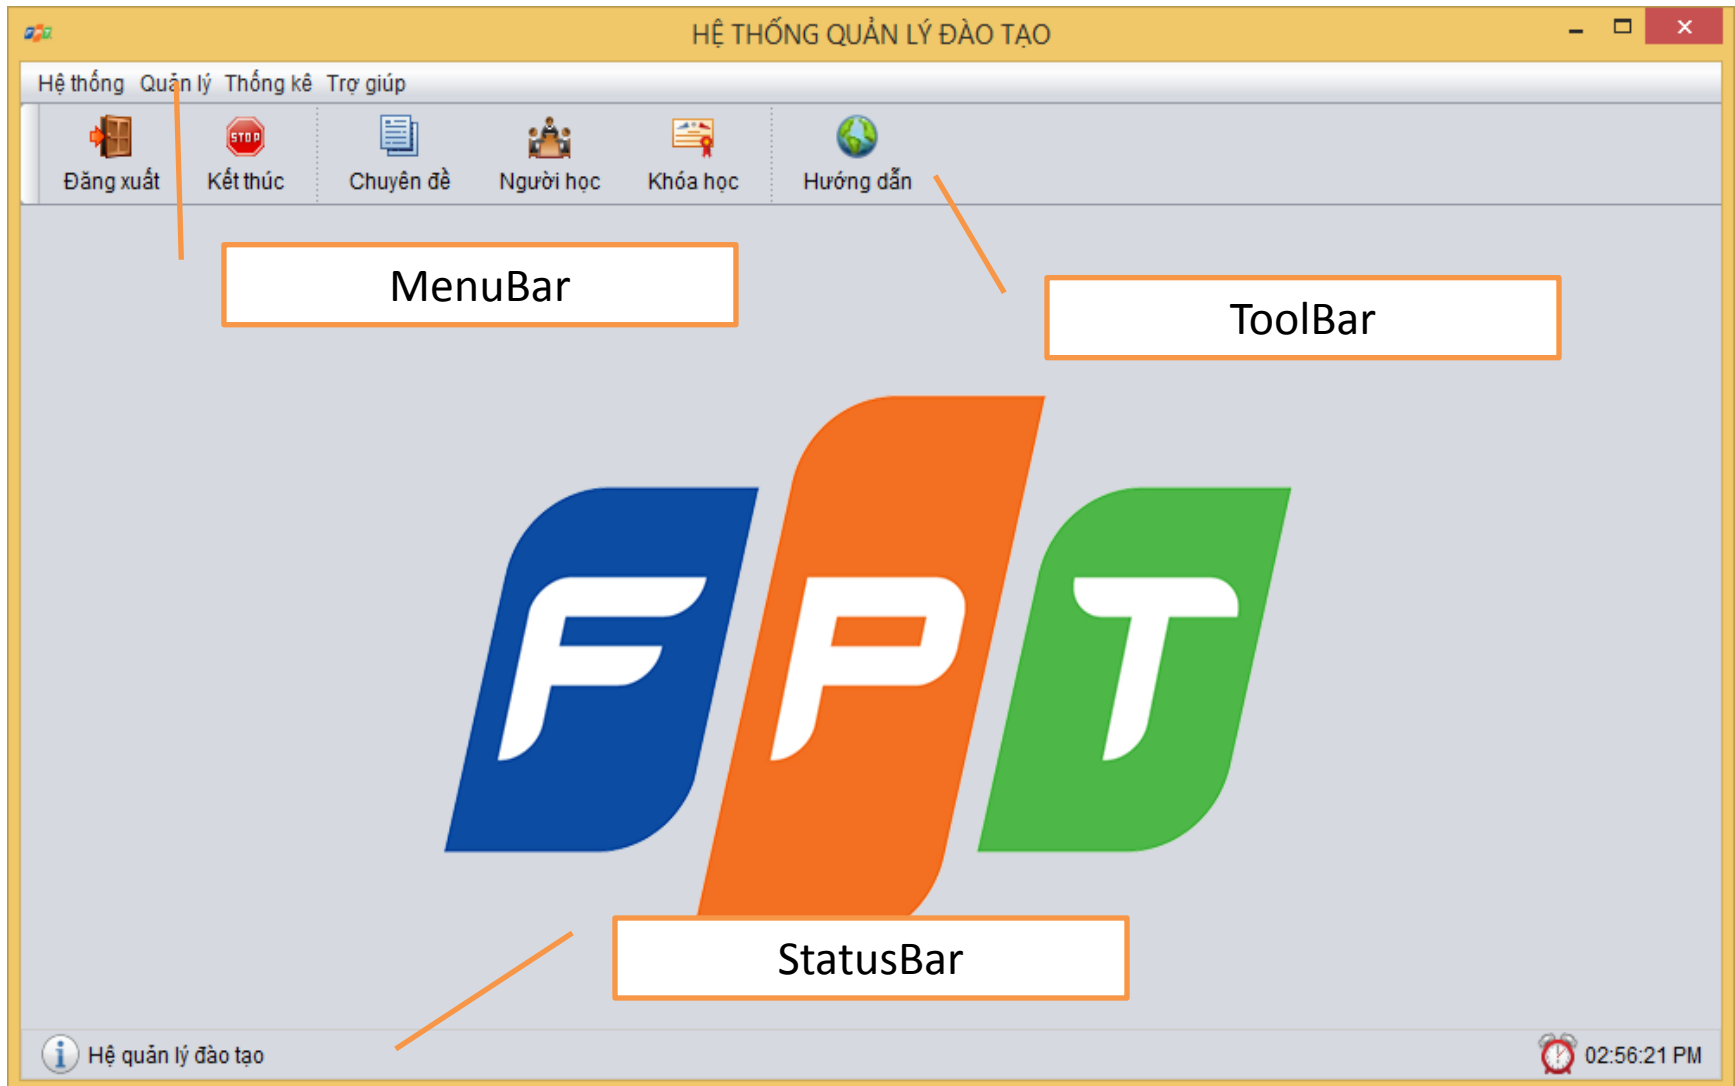 HỆ THỐNG QUẢN LÝ ĐÀO TẠO
Hệ thống Quản lý Thống kê Trợ giúp
STOP
Đăng xuất Kết thúc Chuyên đề Người học Khóa học Hướng dẫn
MenuBar
ToolBar
FPT
StatusBar
Hệ quản lý đào tạo 02:56:21 PM